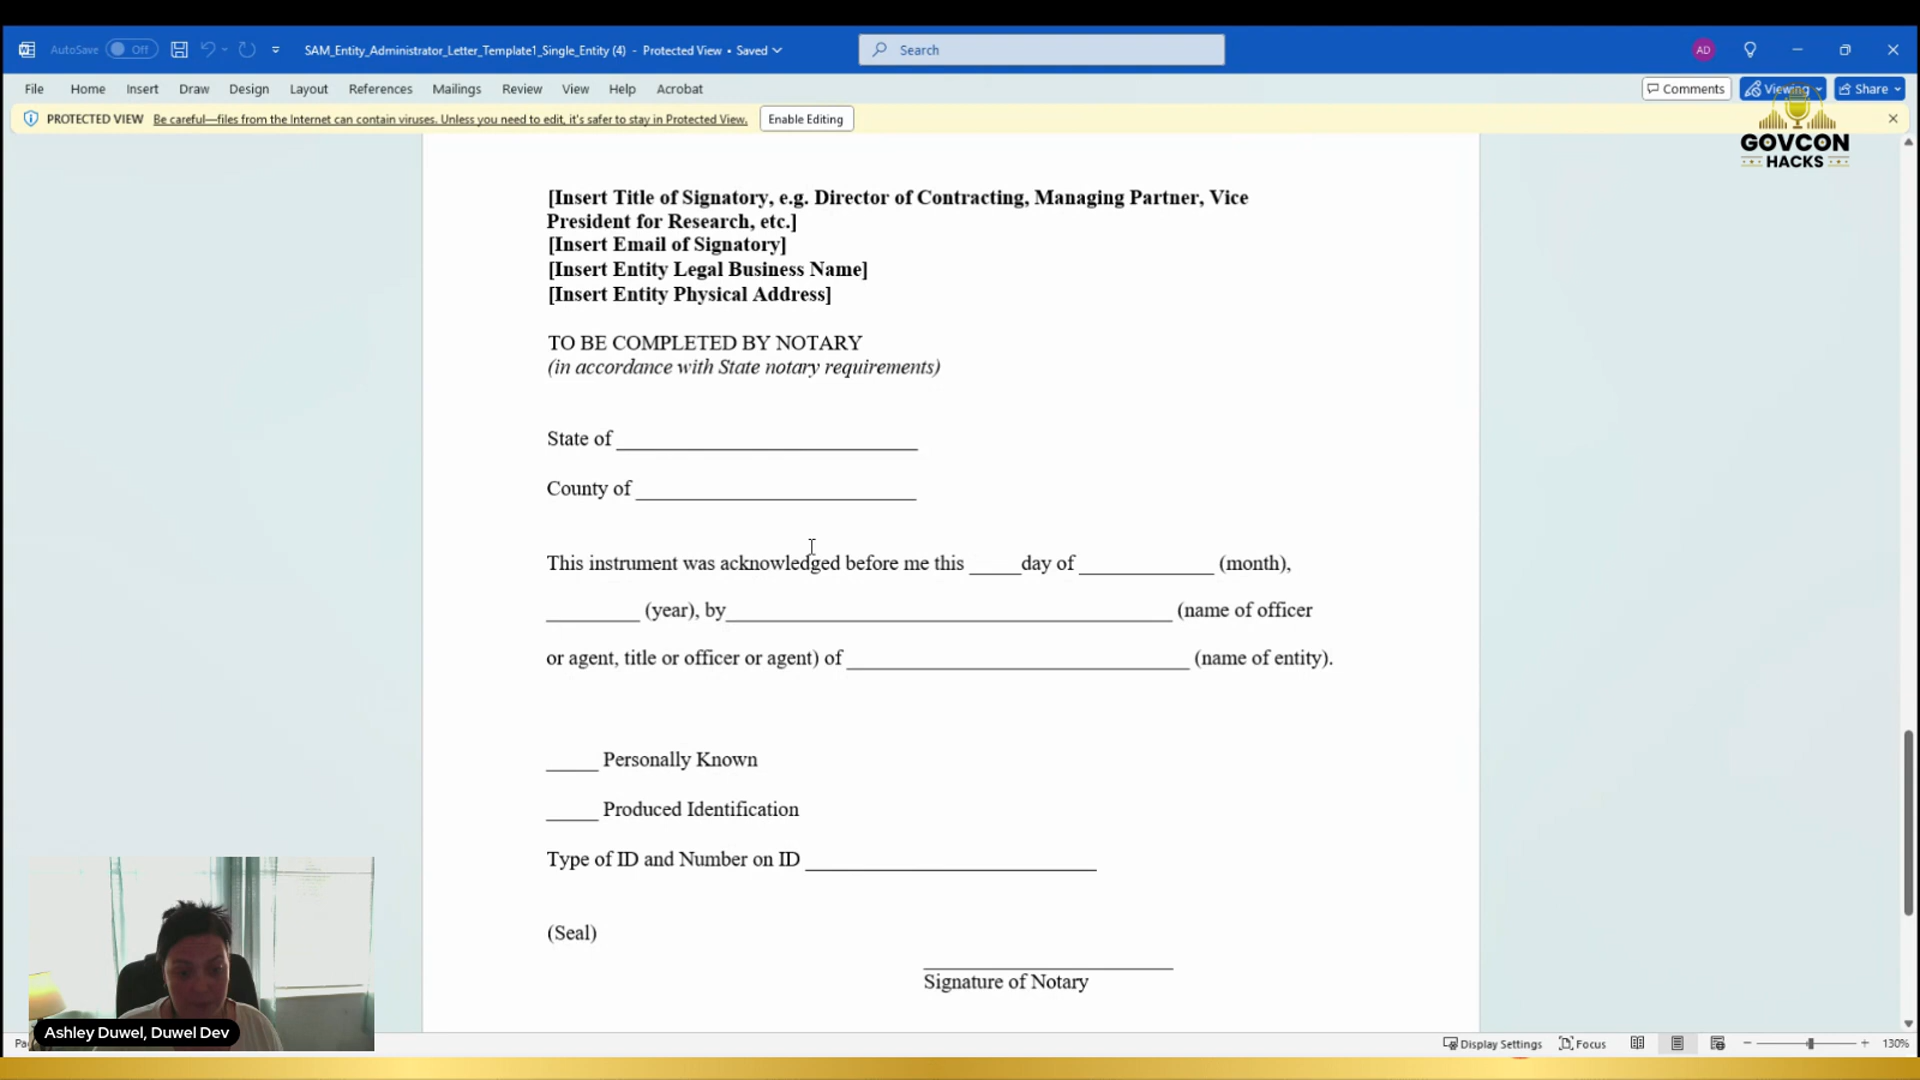 AutoSave Off SAM_Entity_Administrator_Letter_Template1_Single_Entity (4) - Protected View • Saved Search AD
File Home Insert Draw Design Layout References Mailings Review View Help Acrobat Comments Viewing Share
PROTECTED VIEW Be careful—files from the Internet can contain viruses. Unless you need to edit, it's safer to stay in Protected View. Enable Editing
GOVCON
HACKS
[Insert Title of Signatory, e.g. Director of Contracting, Managing Partner, Vice
President for Research, etc.]
[Insert Email of Signatory]
[Insert Entity Legal Business Name]
[Insert Entity Physical Address]
TO BE COMPLETED BY NOTARY
(in accordance with State notary requirements)
State of ____________________________
County of __________________________
This instrument was acknowledged before me this _____day of _____________ (month),
_________ (year), by___________________________________________ (name of officer
or agent, title or officer or agent) of _________________________________ (name of entity).
_____ Personally Known
_____ Produced Identification
Type of ID and Number on ID ____________________________
(Seal)
________________________
Signature of Notary
Ashley Duwel, Duwel Dev
Display Settings Focus 130%